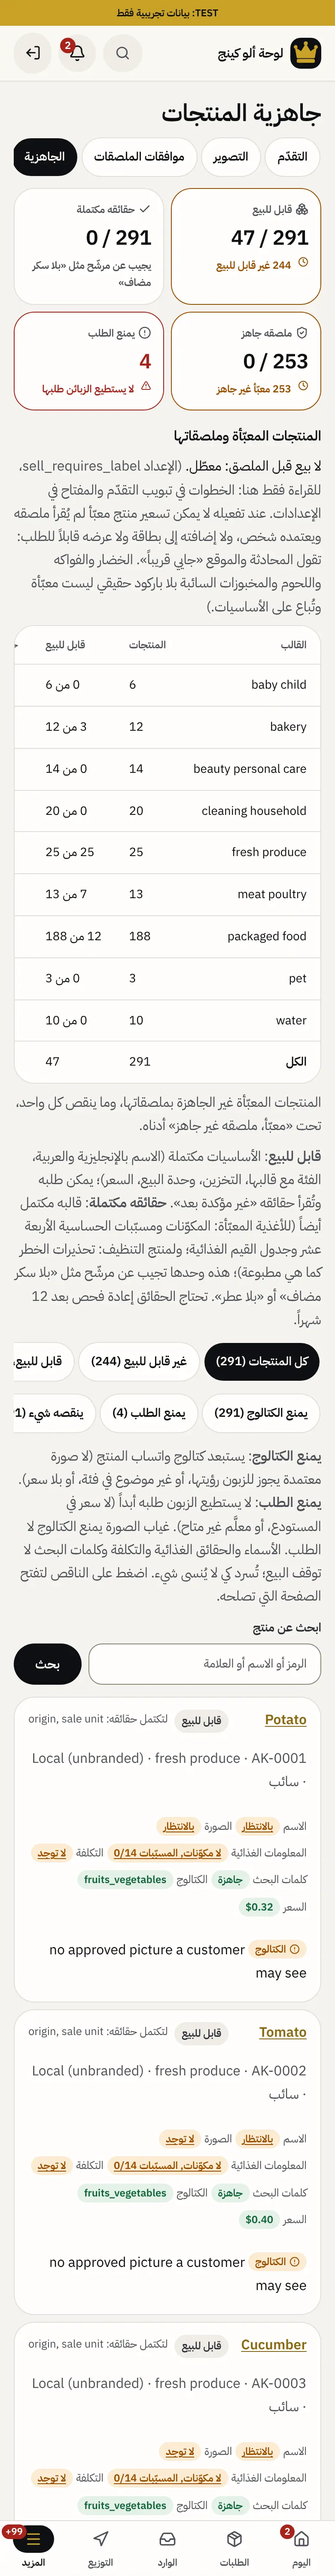 TEST: بيانات تجريبية فقط
لوحة ألو كينج
2
جاهزية المنتجات
التقدّم
التصوير
موافقات الملصقات
الجاهزية
قابل للبيع
47 / 291
244 غير قابل للبيع
حقائقه مكتملة
0 / 291
يجيب عن مرشّح مثل «بلا سكر
مضاف»
ملصقه جاهز
0 / 253
253 معبّأ غير جاهز
يمنع الطلب
4
لا يستطيع الزبائن طلبها
المنتجات المعبّأة وملصقاتها
لا بيع قبل الملصق: معطّل. (الإعداد sell_requires_label،
للقراءة فقط هنا: الخطوات في تبويب التقدّم والمفتاح في
الإعدادات. عند تفعيله لا يمكن تسعير منتج معبّأ لم يُقرأ ملصقه
ويعتمده شخص، ولا إضافته إلى بطاقة ولا عرضه قابلاً للطلب:
تقول المحادثة والموقع «جايي قريباً». الخضار والفواكه
واللحوم والمخبوزات السائبة بلا باركود حقيقي ليست معبّأة
وتُباع على الأساسيات.)
القالب المنتجات قابل للبيع
baby child 6 0 من 6
bakery 12 3 من 12
beauty personal care 14 0 من 14
cleaning household 20 0 من 20
fresh produce 25 25 من 25
meat poultry 13 7 من 13
packaged food 188 12 من 188
pet 3 0 من 3
water 10 0 من 10
الكل 291 47
المنتجات المعبّأة غير الجاهزة بملصقاتها، وما ينقص كل واحد،
تحت «معبّأ، ملصقه غير جاهز» أدناه.
قابل للبيع: الأساسيات مكتملة (الاسم بالإنجليزية والعربية،
الفئة مع قالبها، التخزين، وحدة البيع، السعر)؛ يمكن طلبه
وتُقرأ حقائقه «غير مؤكدة بعد». حقائقه مكتملة: قالبه مكتمل
أيضاً (للأغذية المعبّأة: المكوّنات ومسبّبات الحساسية الأربعة
عشر وجدول القيم الغذائية؛ ولمنتج التنظيف: تحذيرات الخطر
كما هي مطبوعة)؛ هذه وحدها تجيب عن مرشّح مثل «بلا سكر
مضاف» أو «بلا عطر». تحتاج الحقائق إعادة فحص بعد 12
شهراً.
كل المنتجات (291)
غير قابل للبيع (244)
قابل للبيع،
يمنع الكتالوج (291)
يمنع الطلب (4)
ينقصه شيء
يمنع الكتالوج: يستبعد كتالوج واتساب المنتج (لا صورة
معتمدة يجوز للزبون رؤيتها، أو غير موضوع في فئة، أو بلا سعر).
يمنع الطلب: لا يستطيع الزبون طلبه أبداً (لا سعر في
المستودع، أو معلَّم غير متاح). غياب الصورة يمنع الكتالوج لا
الطلب. الأسماء والحقائق الغذائية والتكلفة وكلمات البحث لا
توقف البيع؛ تُسرد كي لا يُنسى شيء. اضغط على الناقص لتفتح
الصفحة التي تصلحه.
ابحث عن منتج
الرمز أو الاسم أو العلامة
بحث
Potato قابل للبيع لتكتمل حقائقه: origin, sale unit
Local (unbranded) · fresh produce · AK-0001
· سائب
الاسم بالانتظار الصورة بالانتظار
المعلومات الغذائية لا مكوّنات, المسبّبات 0/14 التكلفة لا توجد
كلمات البحث جاهزة الكتالوج fruits_vegetables
السعر $0.32
الكتالوج no approved picture a customer
may see
Tomato قابل للبيع لتكتمل حقائقه: origin, sale unit
Local (unbranded) · fresh produce · AK-0002
· سائب
الاسم بالانتظار الصورة لا توجد
المعلومات الغذائية لا مكوّنات, المسبّبات 0/14 التكلفة لا توجد
كلمات البحث جاهزة الكتالوج fruits_vegetables
السعر $0.40
الكتالوج no approved picture a customer
may see
Cucumber قابل للبيع لتكتمل حقائقه: origin, sale unit
Local (unbranded) · fresh produce · AK-0003
· سائب
الاسم بالانتظار الصورة لا توجد
المعلومات الغذائية لا مكوّنات, المسبّبات 0/14 التكلفة لا توجد
كلمات البحث جاهزة الكتالوج fruits_vegetables
2
+99
اليوم
الطلبات
الوارد
التوزيع
المزيد